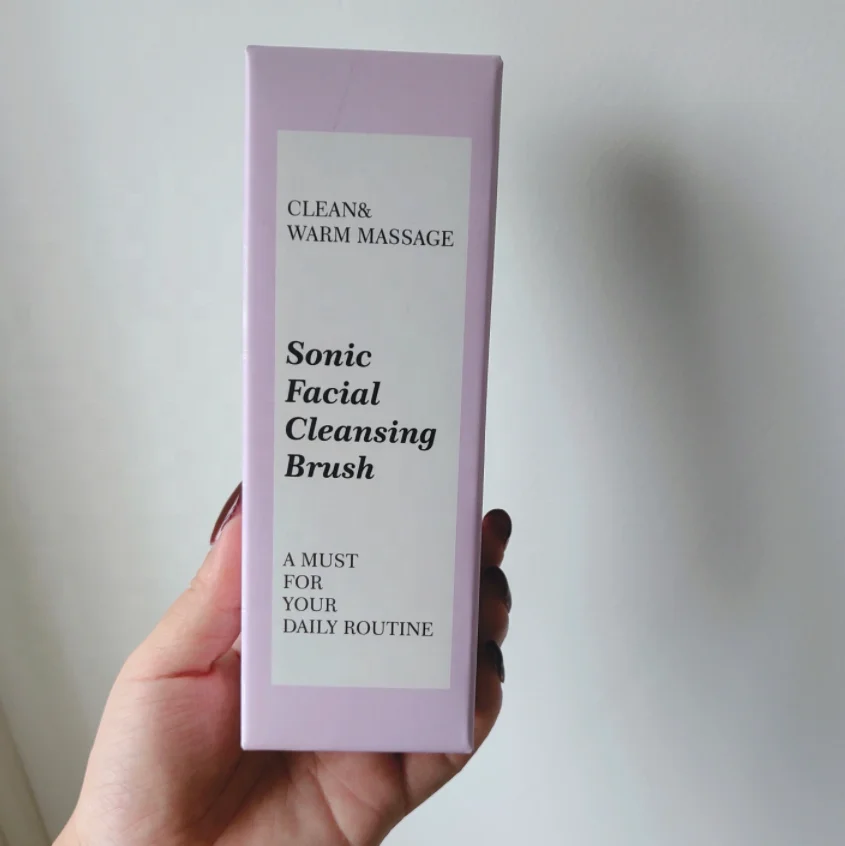 CLEAN&
WARM MASSAGE
Sonic
Facial
Cleansing
Brush
A MUST
FOR
YOUR
DAILY ROUTINE